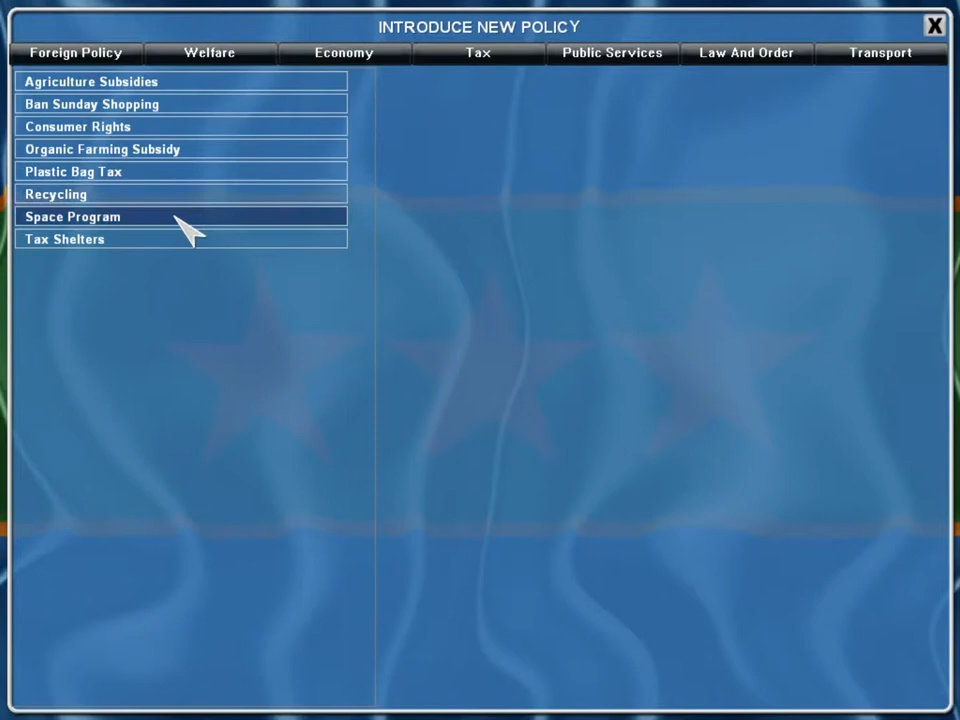 INTRODUCE NEW POLICY
X
Foreign Policy
Welfare
Economy
Tax
Public Services
Law And Order
Transport
Agriculture Subsidies
Ban Sunday Shopping
Consumer Rights
Organic Farming Subsidy
Plastic Bag Tax
Recycling
Space Program
Tax Shelters